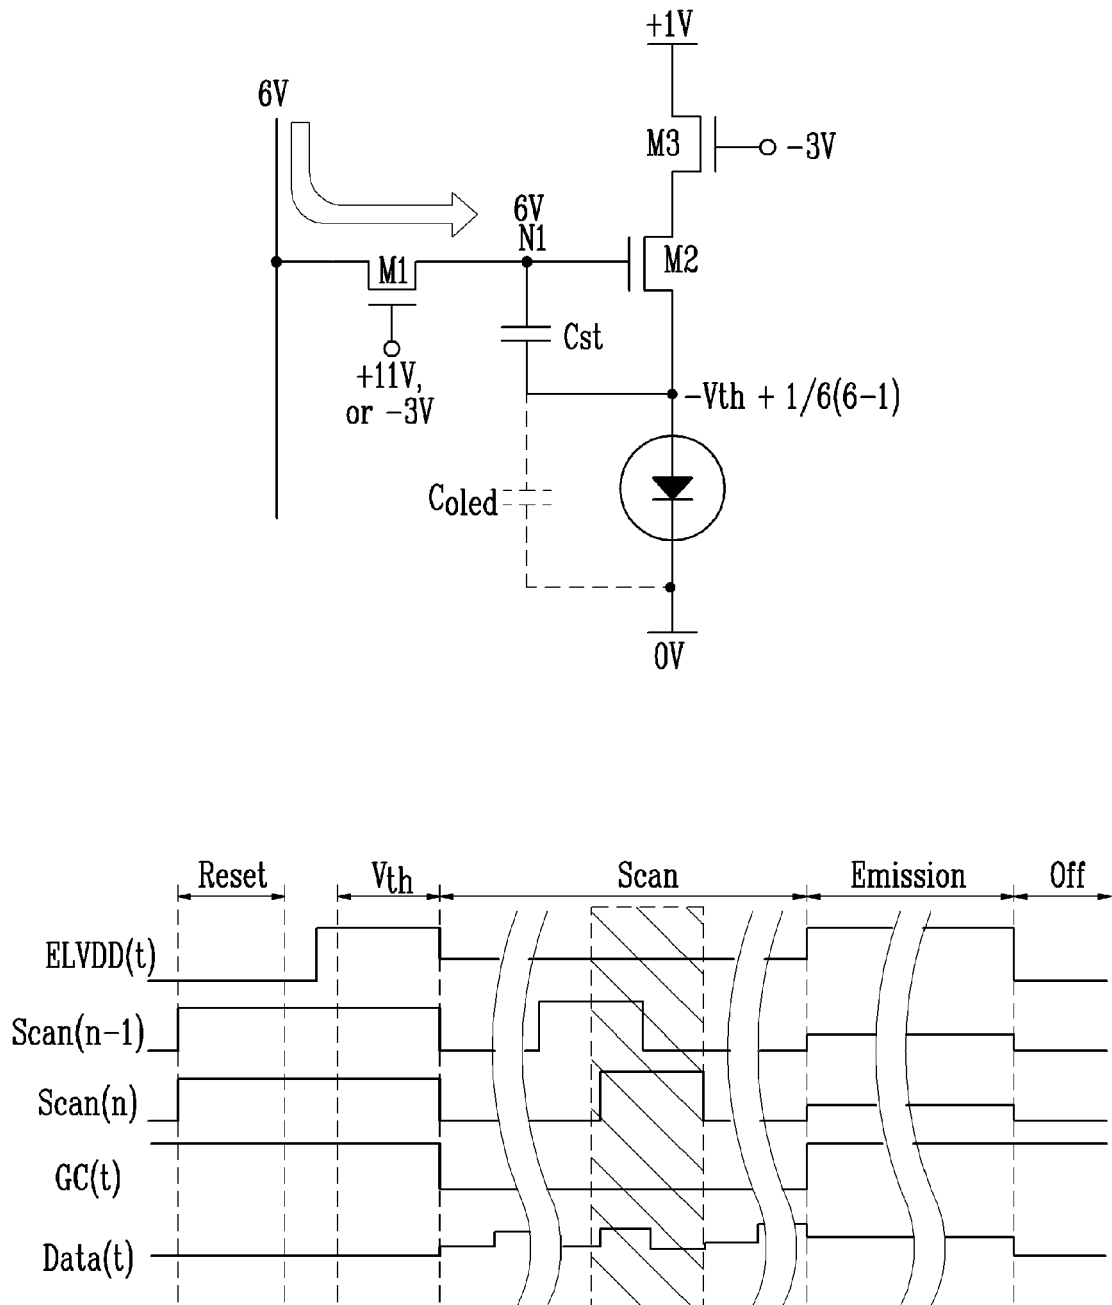 +1V
6V
M3
-3V
6V
N1
M1
M2
Cst
+11V,
or -3V
-Vth + 1/6(6-1)
Coled
0V
Reset
Vth
Scan
Emission
Off
ELVDD(t)
Scan(n-1)
Scan(n)
GC(t)
Data(t)